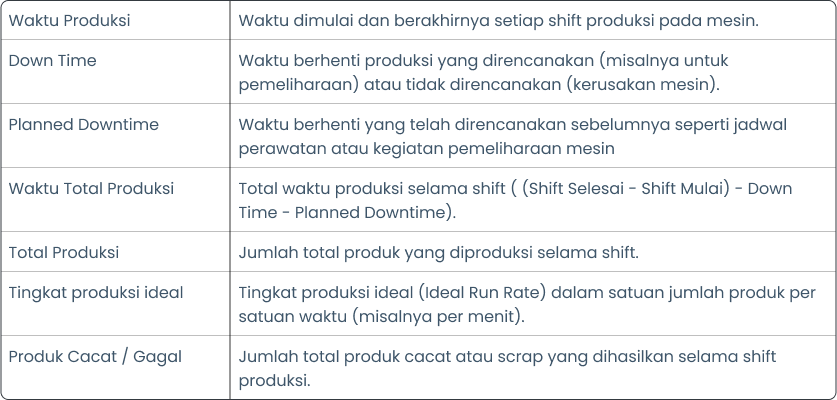 Waktu Produksi
Waktu dimulai dan berakhirnya setiap shift produksi pada mesin.
Down Time
Waktu berhenti produksi yang direncanakan (misalnya untuk
pemeliharaan) atau tidak direncanakan (kerusakan mesin).
Planned Downtime
Waktu berhenti yang telah direncanakan sebelumnya seperti jadwal
perawatan atau kegiatan pemeliharaan mesin
Waktu Total Produksi
Total waktu produksi selama shift ( (Shift Selesai - Shift Mulai) - Down
Time - Planned Downtime).
Total Produksi
Jumlah total produk yang diproduksi selama shift.
Tingkat produksi ideal
Tingkat produksi ideal (Ideal Run Rate) dalam satuan jumlah produk per
satuan waktu (misalnya per menit).
Produk Cacat / Gagal
Jumlah total produk cacat atau scrap yang dihasilkan selama shift
produksi.